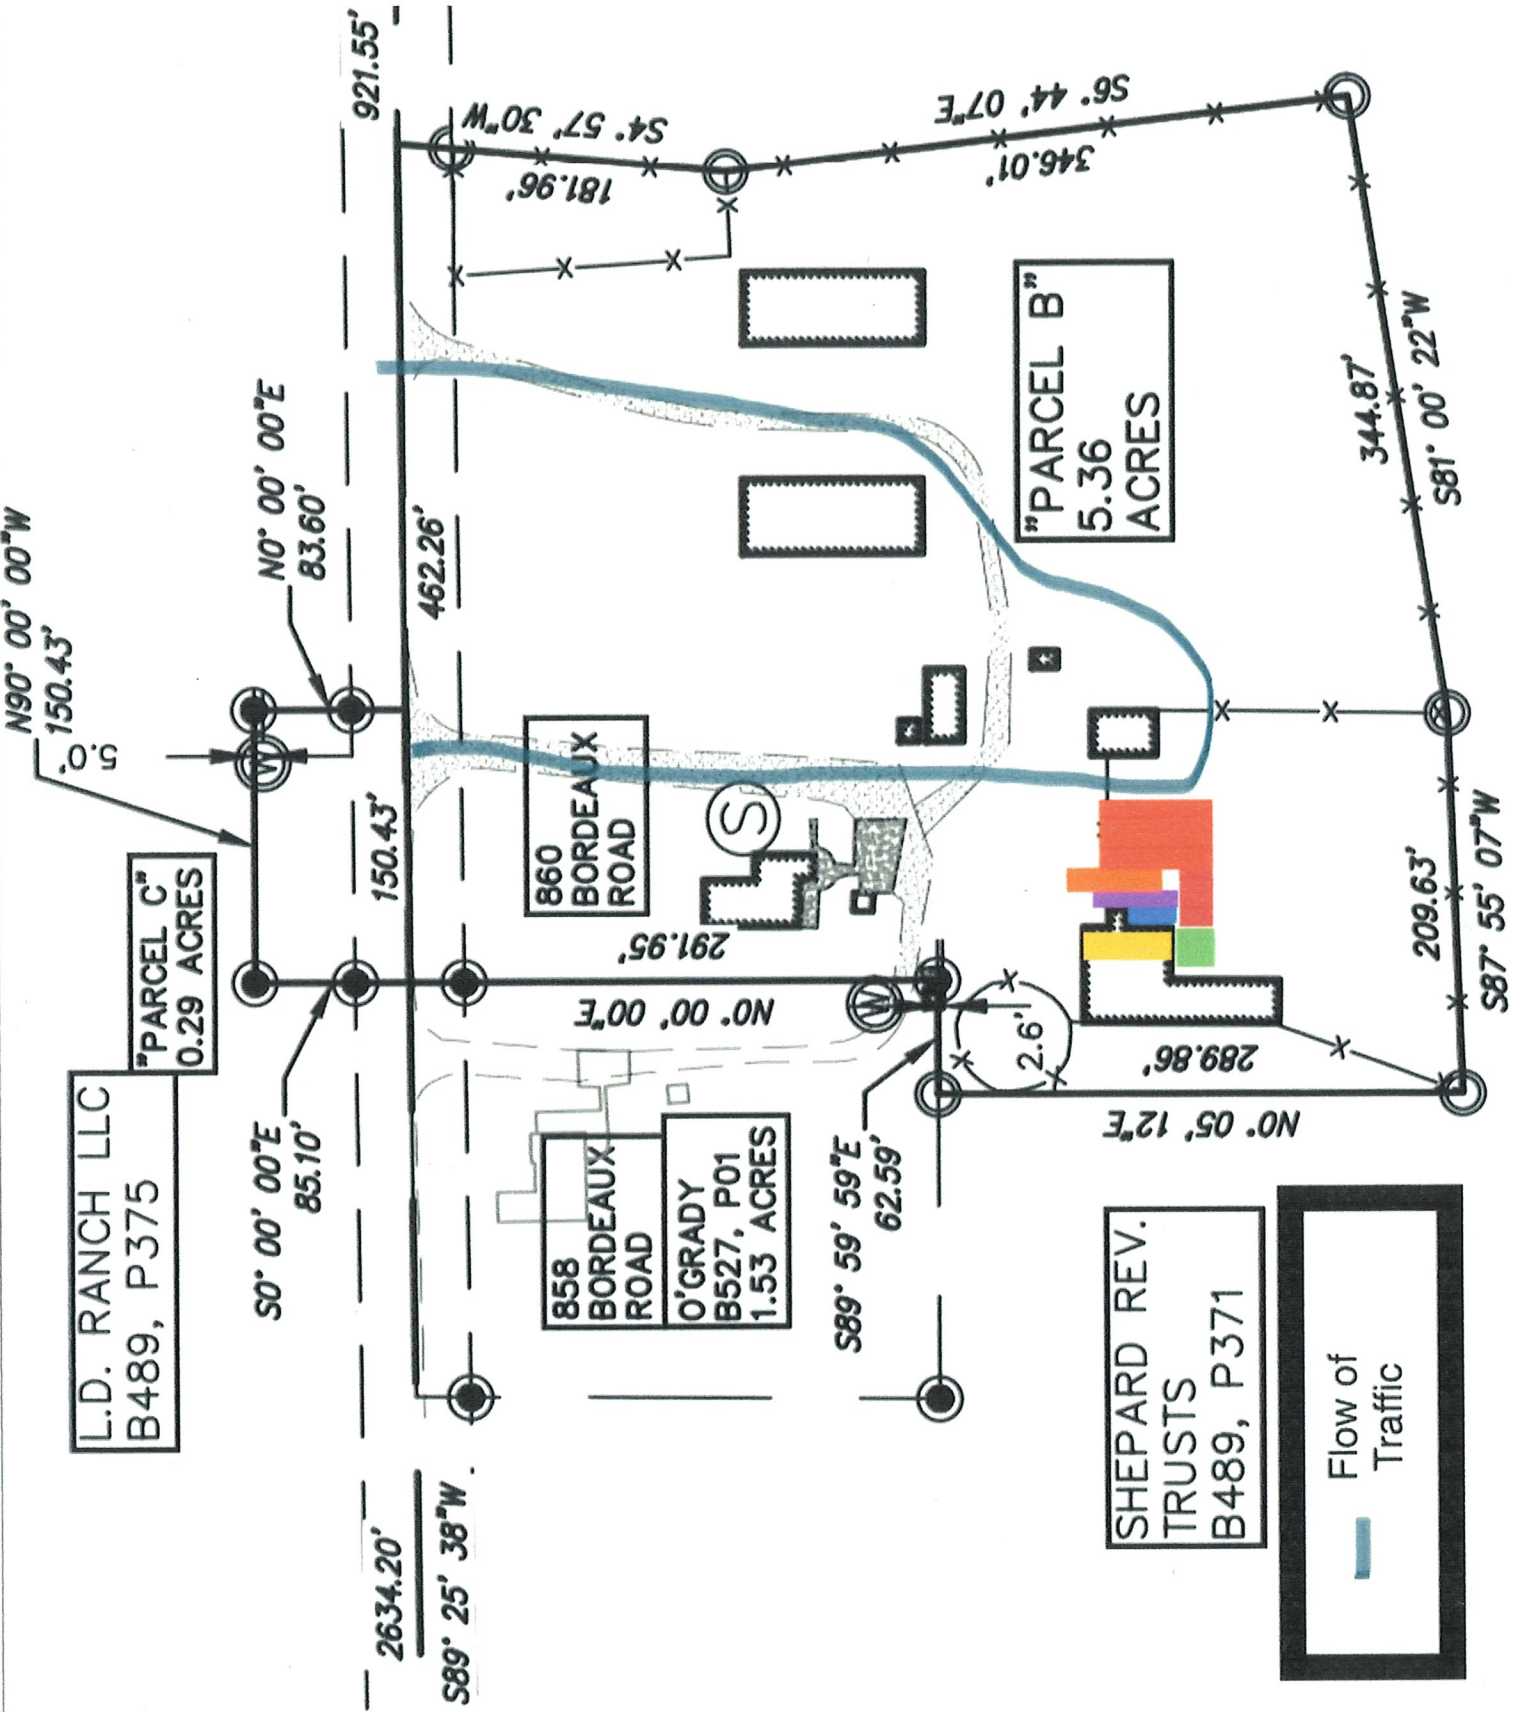 N90° 00' 00"W
150.43'
5.0'
N0° 00' 00"E
83.60'
921.55'
L.D. RANCH LLC
B489, P375
"PARCEL C"
0.29 ACRES
S0° 00' 00"E
85.10'
150.43'
462.26'
2634.20'
S89° 25' 38"W
S4° 57' 30"W
181.96'
S6° 44' 07"E
346.01'
860
BORDEAUX
ROAD
S
291.95'
N0° 00' 00"E
W
W
858
BORDEAUX
ROAD
O'GRADY
B527, P01
1.53 ACRES
S89° 59' 59"E
62.59'
2.6'
"PARCEL B"
5.36
ACRES
344.87'
S81° 00' 22"W
209.63'
S87° 55' 07"W
289.86'
N0° 05' 12"E
SHEPARD REV.
TRUSTS
B489, P371
Flow of
Traffic